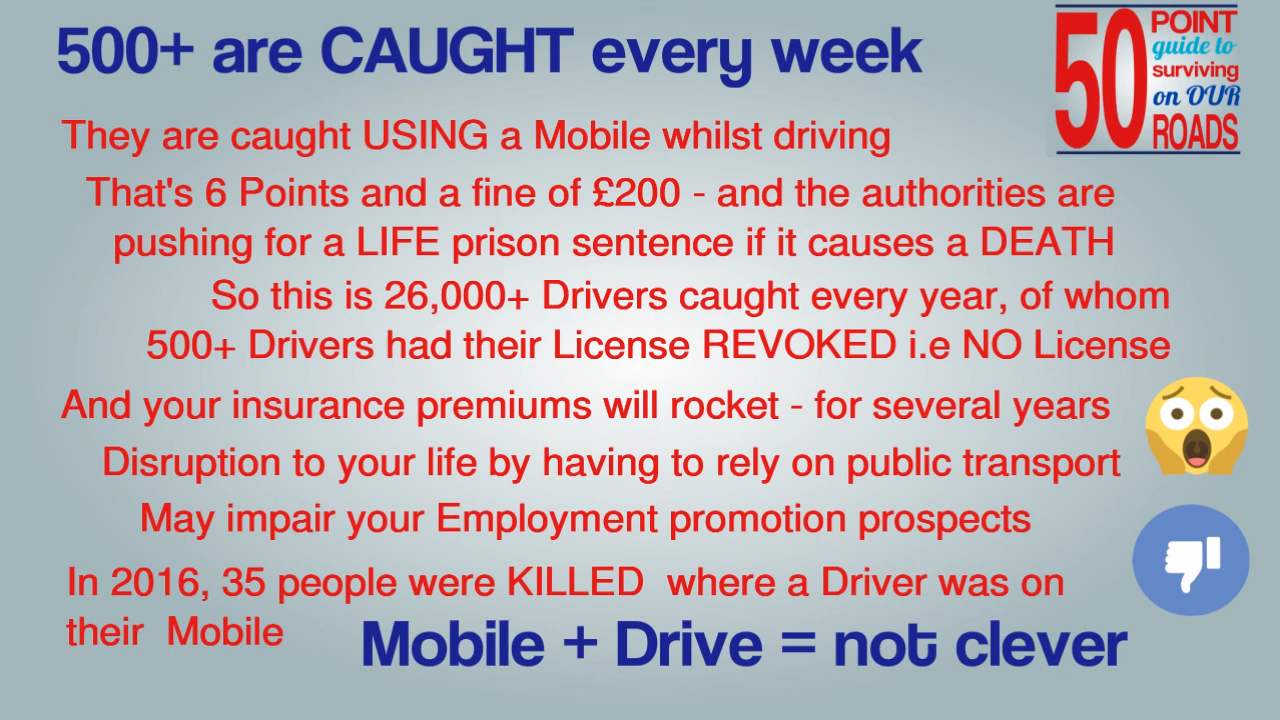 500+ are CAUGHT every week
50 POINT
guide to
surviving
on OUR
ROADS
They are caught USING a Mobile whilst driving
That's 6 Points and a fine of £200 - and the authorities are
pushing for a LIFE prison sentence if it causes a DEATH
So this is 26,000+ Drivers caught every year, of whom
500+ Drivers had their License REVOKED i.e NO License
And your insurance premiums will rocket - for several years
Disruption to your life by having to rely on public transport
May impair your Employment promotion prospects
In 2016, 35 people were KILLED  where a Driver was on
their  Mobile
Mobile + Drive = not clever